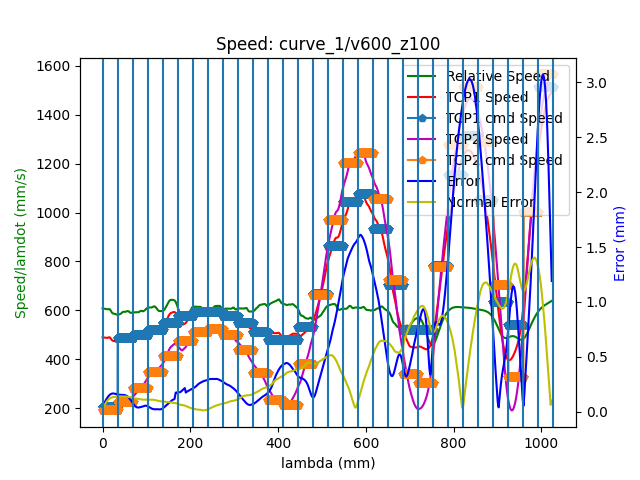 Speed: curve_1/v600_z100
1600
1400
1200
1000
800
600
400
200
Speed/lamdot (mm/s)
3.0
2.5
2.0
1.5
1.0
0.5
0.0
Error (mm)
Relative Speed
TCP1 Speed
TCP1 cmd Speed
TCP2 Speed
TCP2 cmd Speed
Error
Normal Error
0 200 400 600 800 1000
lambda (mm)